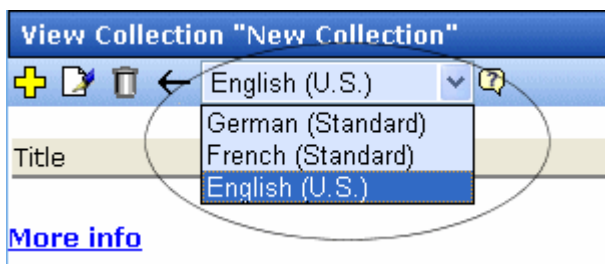 View Collection "New Collection"
English (U.S.)
German (Standard)
French (Standard)
English (U.S.)
Title
More info